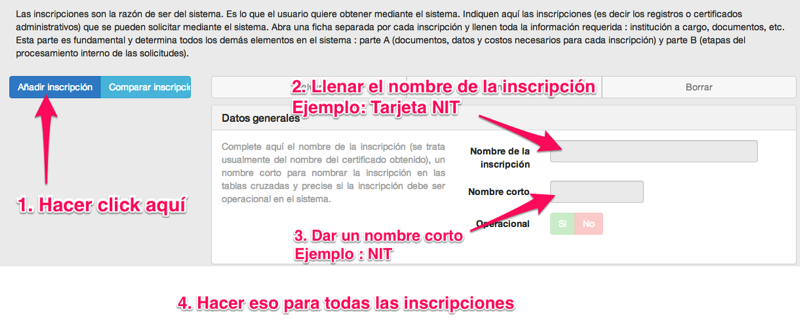 Las inscripciones son la razón de ser del sistema. Es lo que el usuario quiere obtener mediante el sistema. Indiquen aquí las inscripciones (es decir los registros o certificados
administrativos) que se pueden solicitar mediante el sistema. Abra una ficha separada por cada inscripción y llenen toda la información requerida : institución a cargo, documentos, etc.
Esta parte es fundamental y determina todos los demás elementos en el sistema : parte A (documentos, datos y costos necesarios para cada inscripción) y parte B (etapas del
procesamiento interno de las solicitudes).
Añadir inscripción
Comparar inscripcio
Borrar
2. Llenar el nombre de la inscripción
Ejemplo: Tarjeta NIT
Datos generales
Complete aquí el nombre de la inscripción (se trata
usualmente del nombre del certificado obtenido), un
nombre corto para nombrar la inscripción en las
tablas cruzadas y precise si la inscripción debe ser
operacional en el sistema.
Nombre de la
inscripción
Nombre corto
Operacional
Si
No
1. Hacer click aquí
3. Dar un nombre corto
Ejemplo : NIT
4. Hacer eso para todas las inscripciones